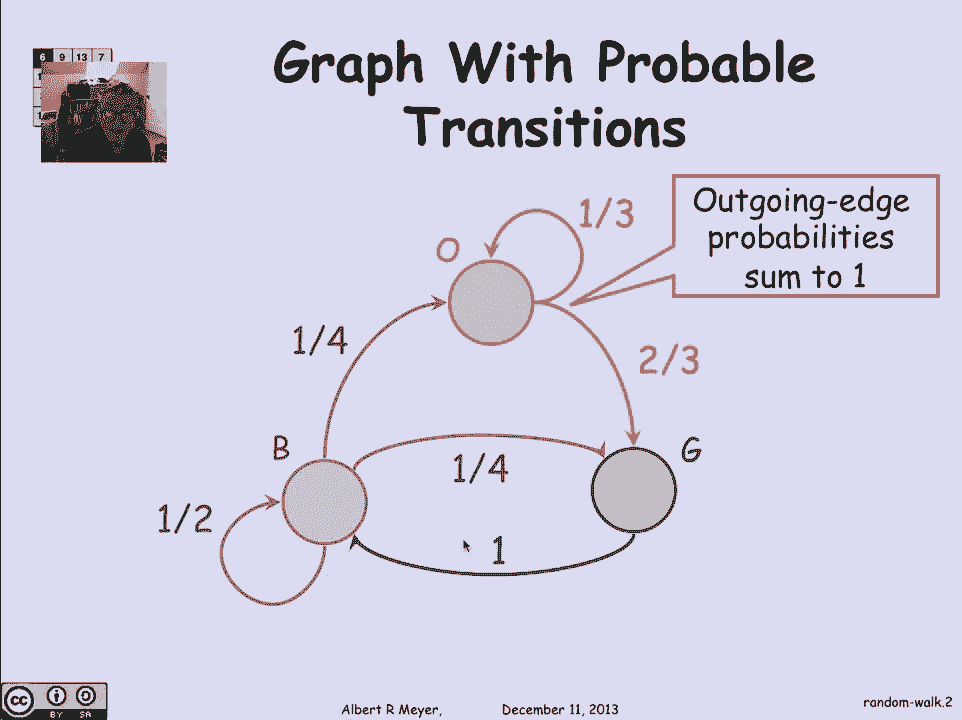 6 9 13 7
Graph With Probable
Transitions
Outgoing-edge
probabilities
sum to 1
O
1/3
1/4
2/3
B
G
1/4
1/2
1
cc
BY SA
Albert R Meyer, December 11, 2013
random-walk.2